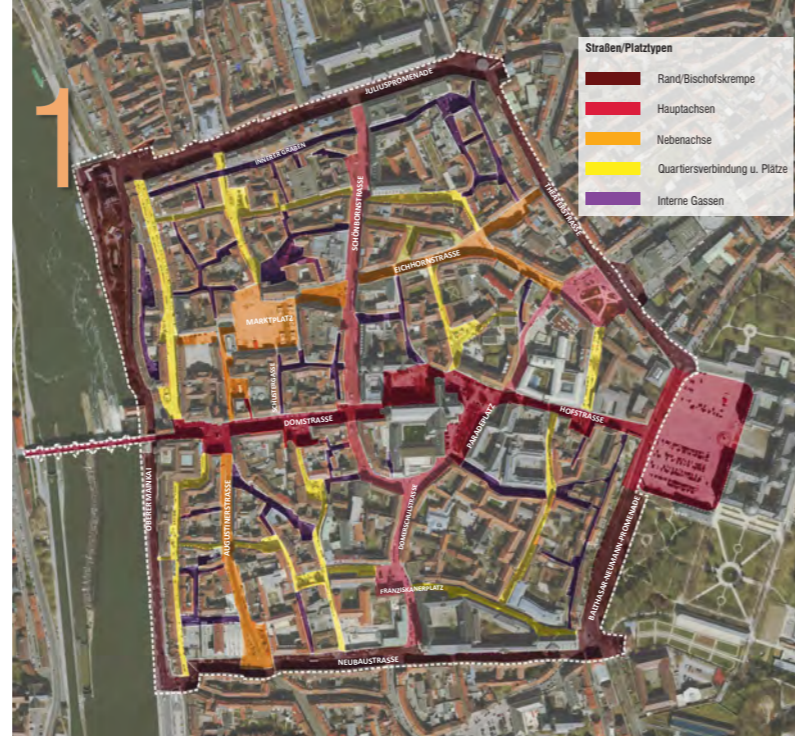 1
Straßen/Platztypen
Rand/Bischofskrempe
Hauptachsen
Nebenachse
Quartiersverbindung u. Plätze
Interne Gassen
JULIUSPROMENADE
INNERER GRABEN
THEATERSTRASSE
SCHÖNBORNSTRASSE
EICHHORNSTRASSE
MARKTPLATZ
SCHUSTERGASSE
DOMSTRASSE
HOFSTRASSE
PARADEPLATZ
OBERER MAINKAI
AUGUSTINERSTRASSE
DOMERSCHULSTRASSE
BALTHASAR-NEUMANN-PROMENADE
FRANZISKANERPLATZ
NEUBAUSTRASSE